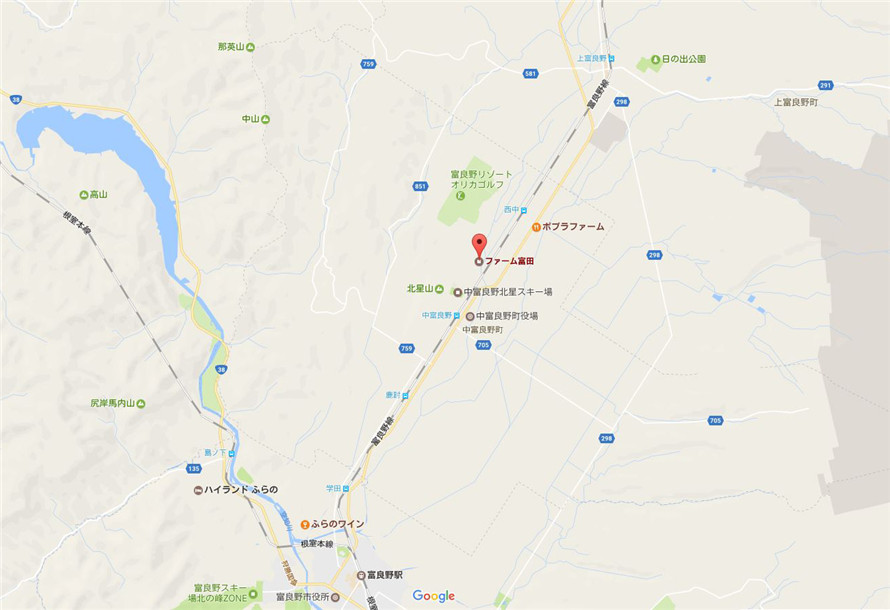 那英山
759
581
上富良野
日の出公園
38
富良野線
298
291
上富良野町
中山
富良野リゾート
オリカゴルフ
851
高山
根室本線
西中
ポプラファーム
298
ファーム富田
北星山
中富良野北星スキー場
中富良野
中富良野町役場
中富良野町
759
705
38
鹿討
尻岸馬内山
705
富良野線
298
島ノ下
135
学田
ハイランド ふらの
空知川
ふらのワイン
根室本線
富良野駅
富良野スキー
場北の峰ZONE
富良野市役所
Google